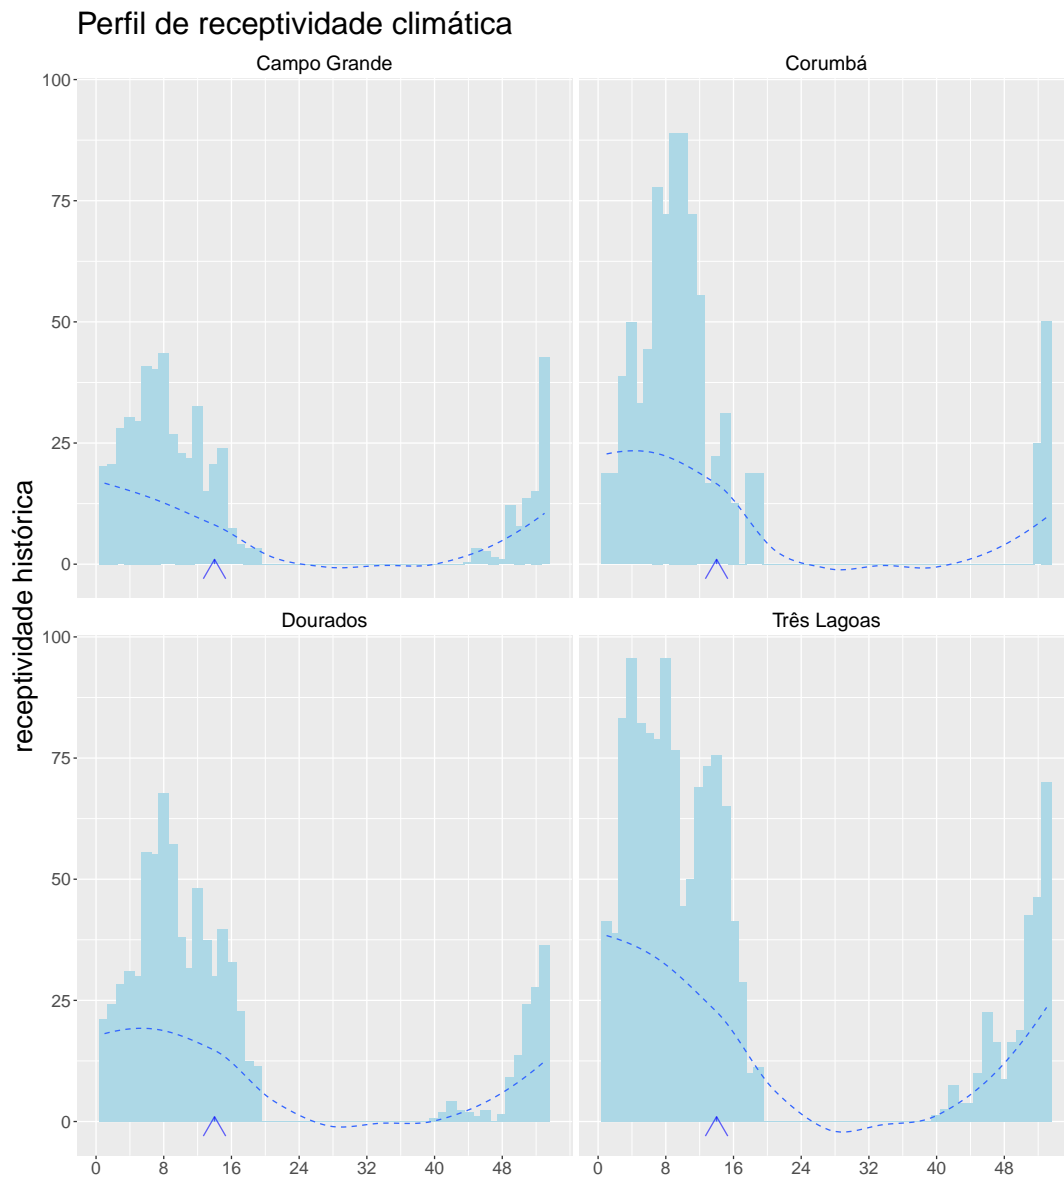 Perfil de receptividade climática
Campo Grande
Corumbá
100
75
50
25
0
Dourados
Três Lagoas
100
75
50
25
0
receptividade histórica
0 8 16 24 32 40 48
0 8 16 24 32 40 48